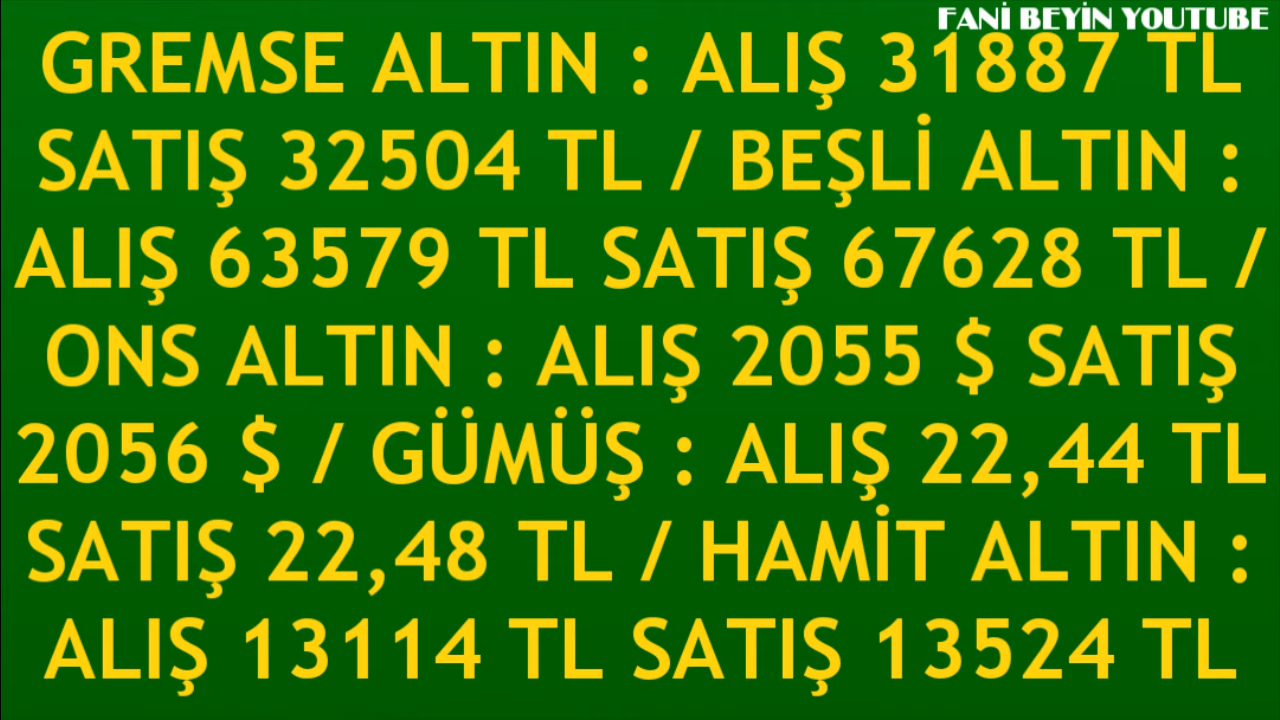 FANİ BEYİN YOUTUBE
GREMSE ALTIN : ALIŞ 31887 TL
SATIŞ 32504 TL / BEŞLİ ALTIN :
ALIŞ 63579 TL SATIŞ 67628 TL /
ONS ALTIN : ALIŞ 2055 $ SATIŞ
2056 $ / GÜMÜŞ : ALIŞ 22,44 TL
SATIŞ 22,48 TL / HAMİT ALTIN :
ALIŞ 13114 TL SATIŞ 13524 TL